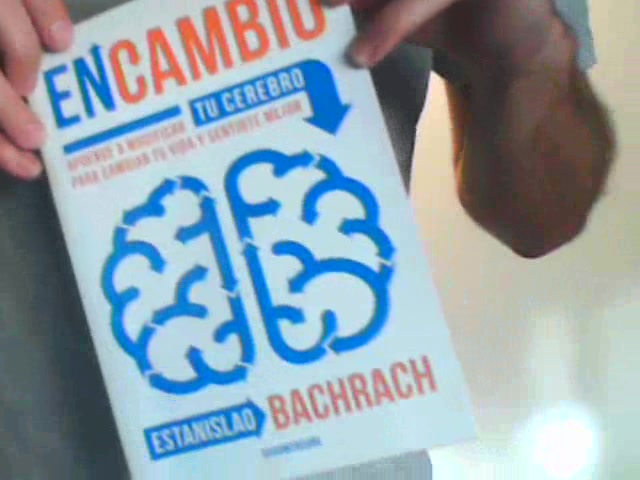 ENCAMBIO
APRENDE A MODIFICAR TU CEREBRO
PARA CAMBIAR TU VIDA Y SENTIRTE MEJOR
ESTANISLAO BACHRACH